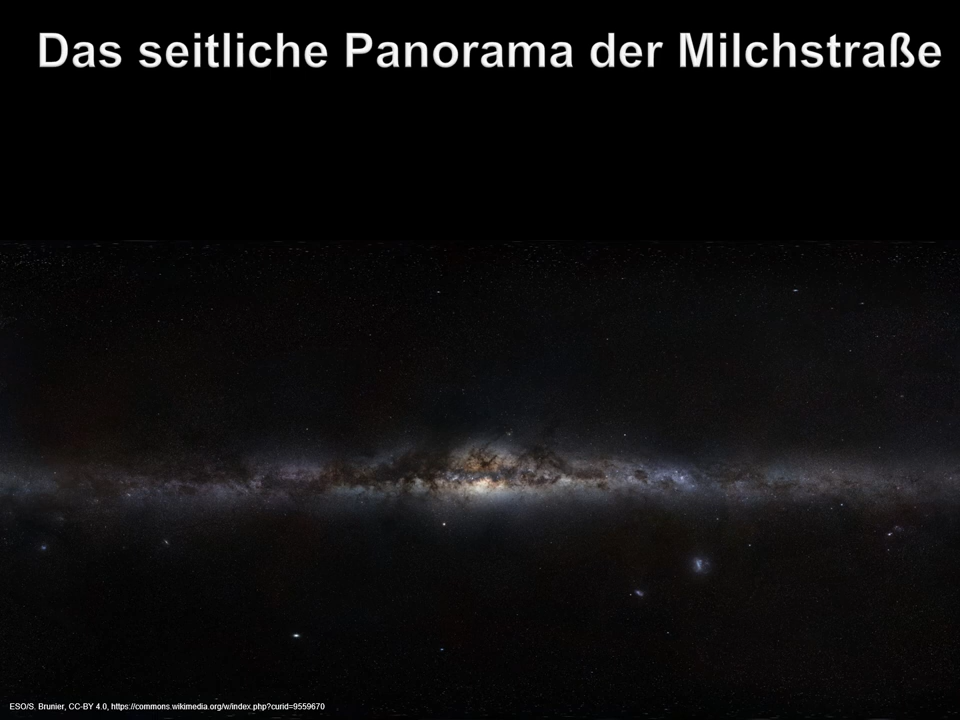 Das seitliche Panorama der Milchstraße
ESO/S. Brunier, CC-BY 4.0, https://commons.wikimedia.org/w/index.php?curid=9559670